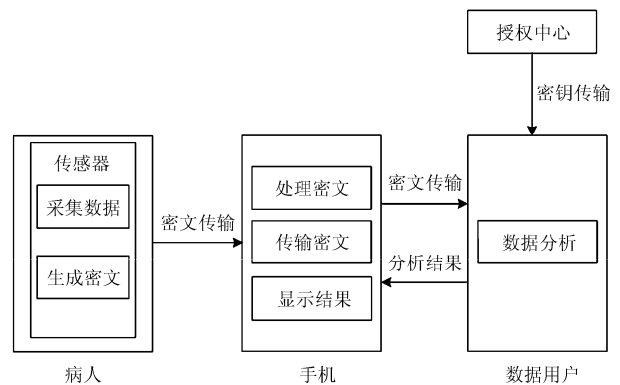 授权中心
密钥传输
传感器
采集数据
生成密文
密文传输
处理密文
传输密文
显示结果
密文传输
分析结果
数据分析
病人
手机
数据用户